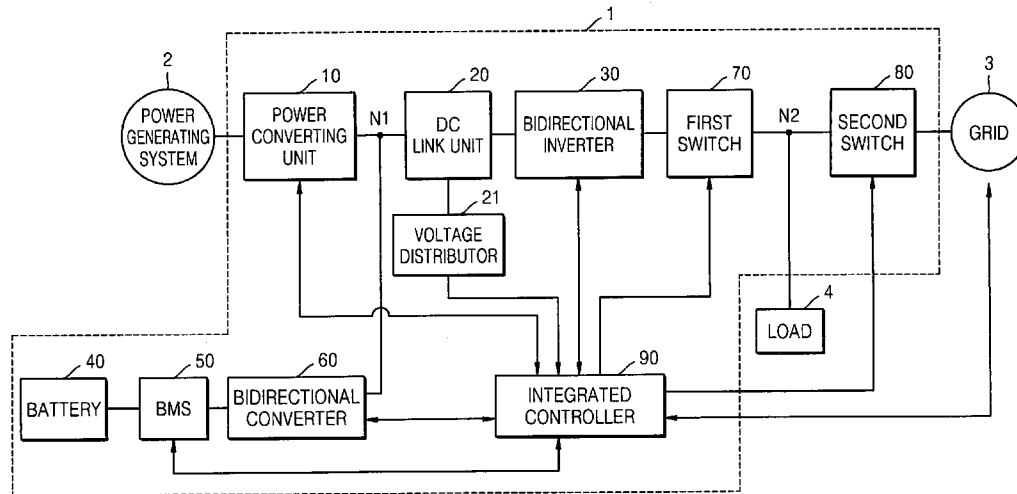 1
2
10
20
30
70
80
3
POWER
GENERATING
SYSTEM
POWER
CONVERTING
UNIT
N1
DC
LINK UNIT
BIDIRECTIONAL
INVERTER
FIRST
SWITCH
N2
SECOND
SWITCH
GRID
21
VOLTAGE
DISTRIBUTOR
4
LOAD
40
50
60
90
BATTERY
BMS
BIDIRECTIONAL
CONVERTER
INTEGRATED
CONTROLLER